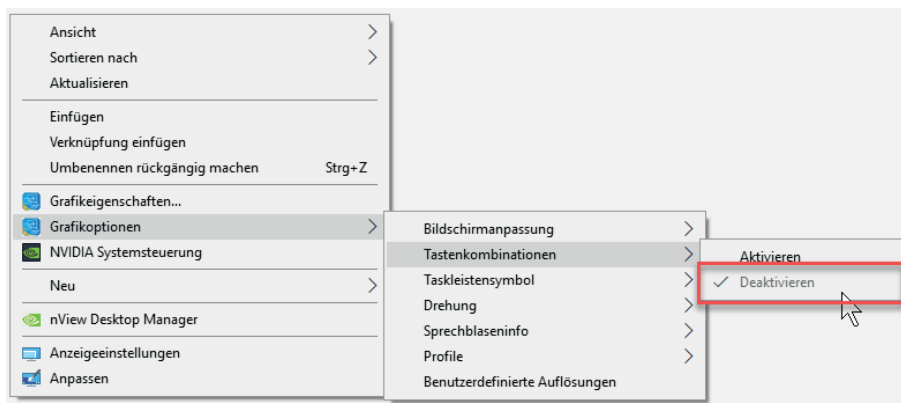 Ansicht
Sortieren nach
Aktualisieren
Einfügen
Verknüpfung einfügen
Umbenennen rückgängig machen Strg+Z
Grafikeigenschaften...
Grafikoptionen
NVIDIA Systemsteuerung
Neu
nView Desktop Manager
Anzeigeeinstellungen
Anpassen
Bildschirmanpassung
Tastenkombinationen
Taskleistensymbol
Drehung
Sprechblaseninfo
Profile
Benutzerdefinierte Auflösungen
Aktivieren
Deaktivieren